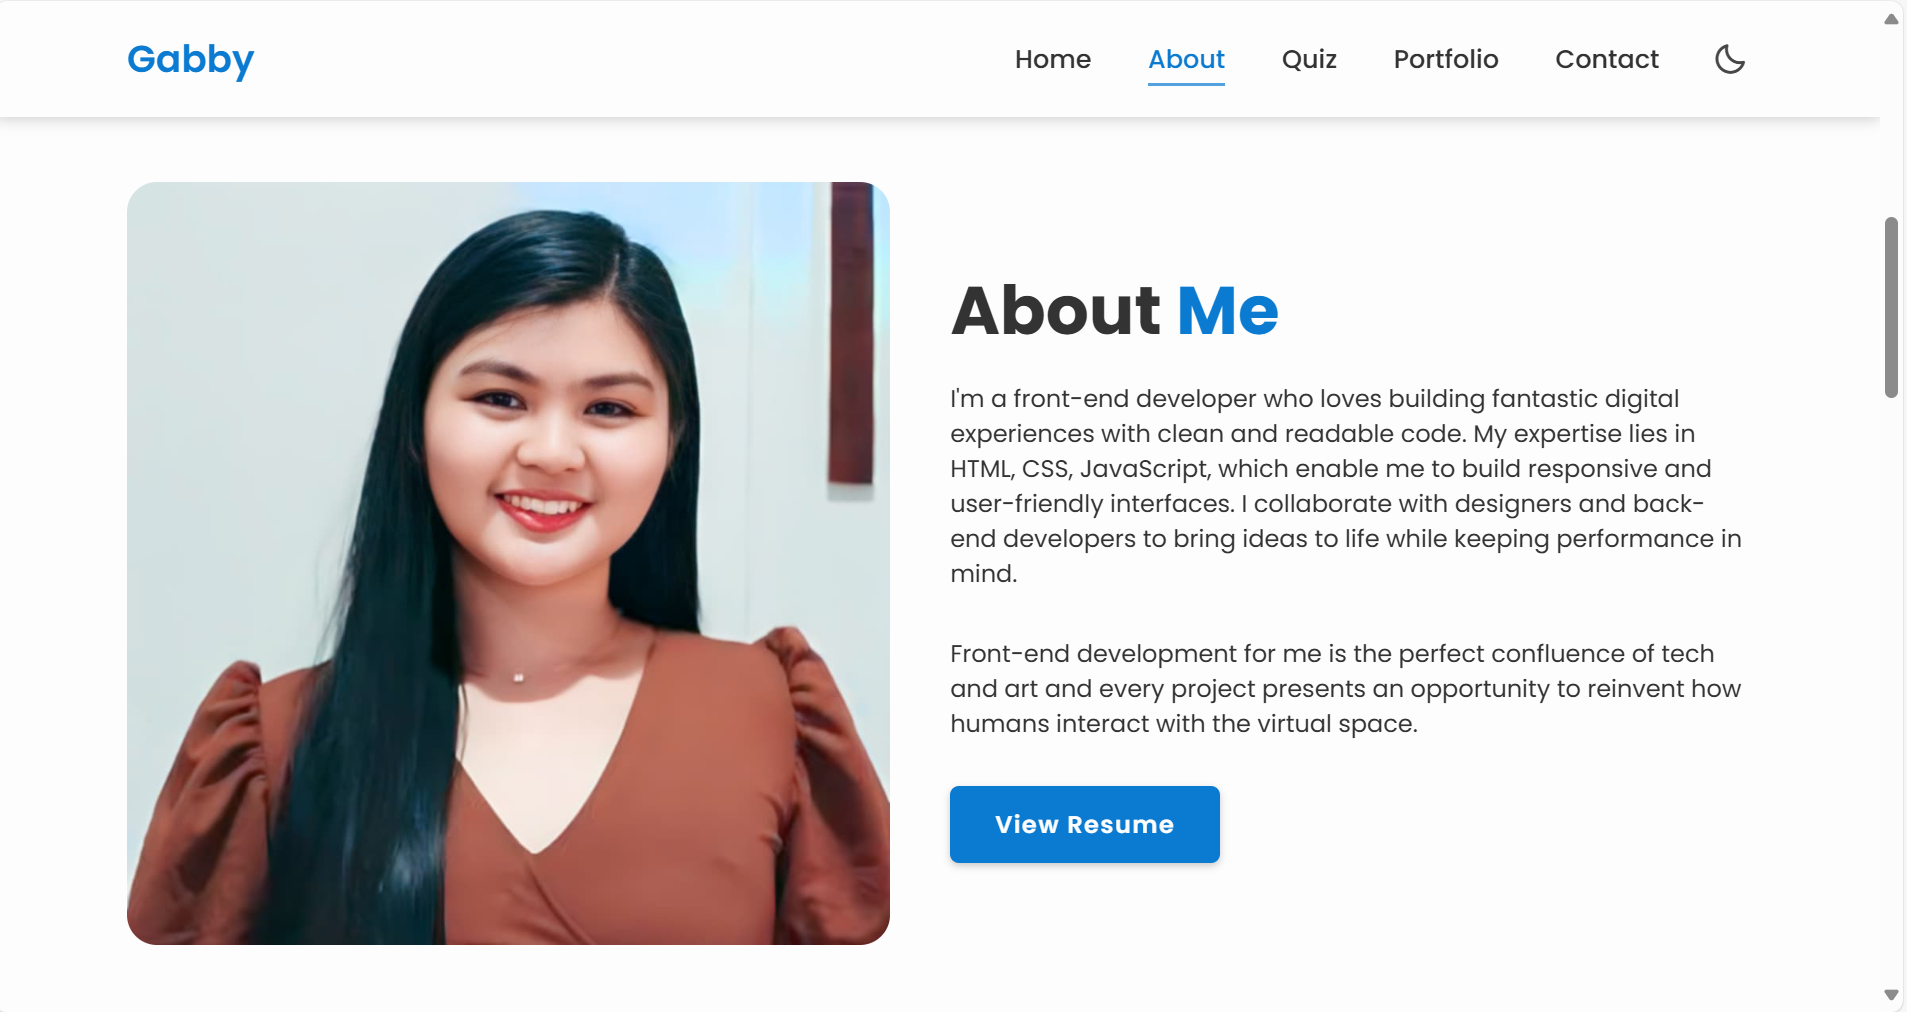 Gabby
Home About Quiz Portfolio Contact
About Me
I'm a front-end developer who loves building fantastic digital
experiences with clean and readable code. My expertise lies in
HTML, CSS, JavaScript, which enable me to build responsive and
user-friendly interfaces. I collaborate with designers and back-
end developers to bring ideas to life while keeping performance in
mind.
Front-end development for me is the perfect confluence of tech
and art and every project presents an opportunity to reinvent how
humans interact with the virtual space.
View Resume